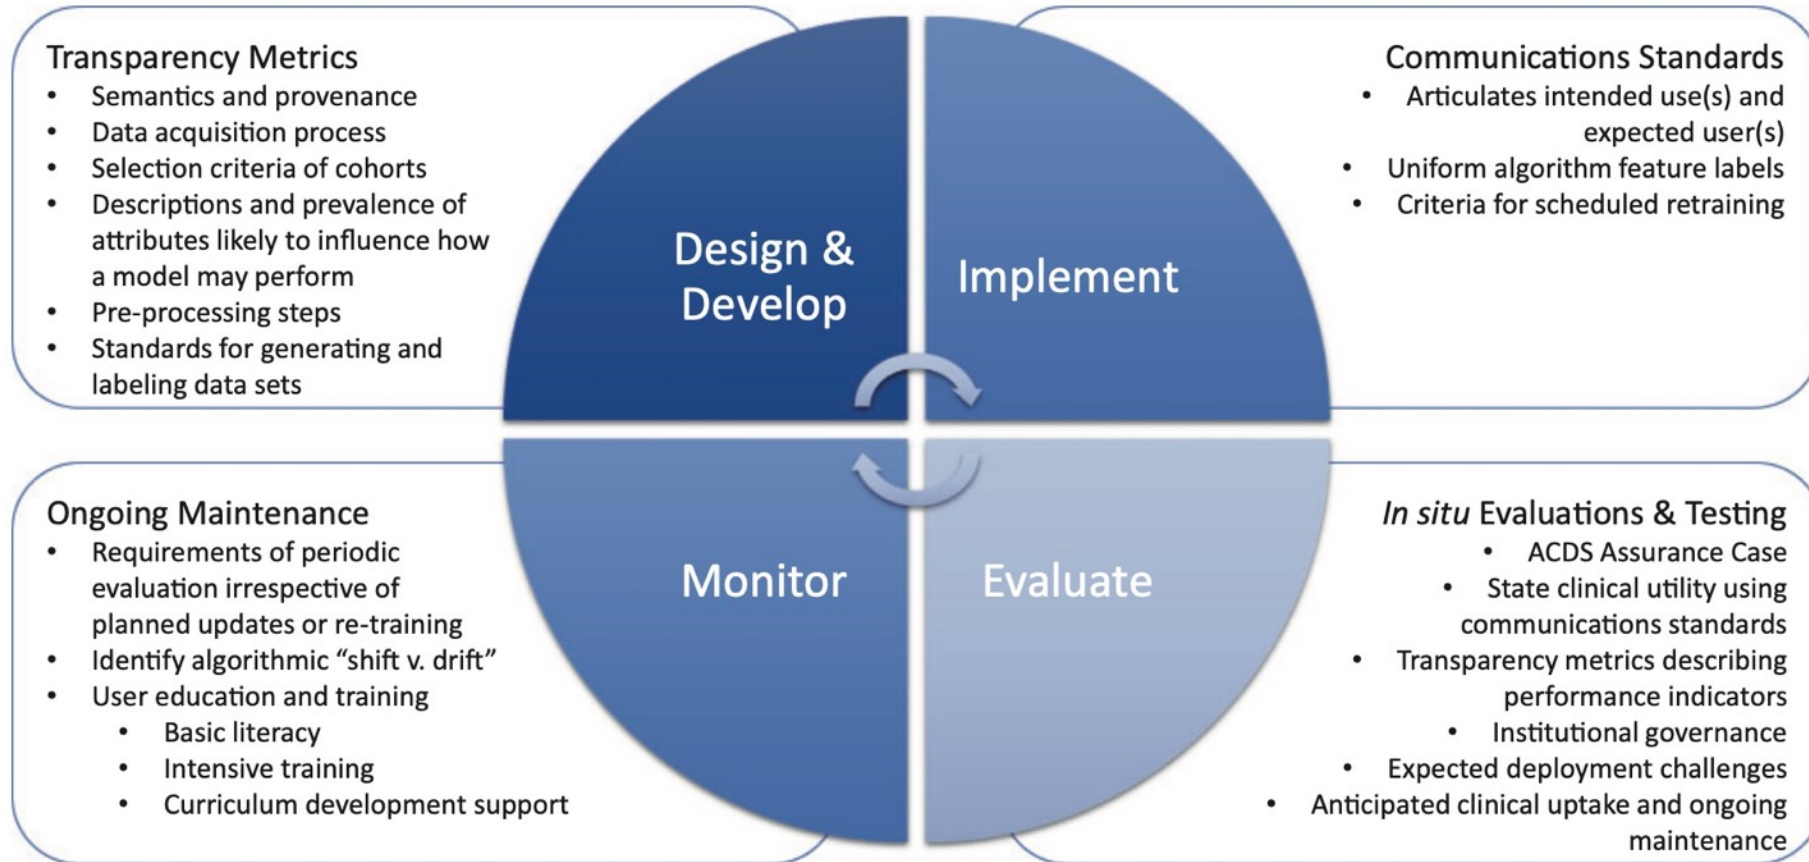 Transparency Metrics
• Semantics and provenance
• Data acquisition process
• Selection criteria of cohorts
• Descriptions and prevalence of
attributes likely to influence how
a model may perform
• Pre-processing steps
• Standards for generating and
labeling data sets
Design &
Develop
Implement
Communications Standards
• Articulates intended use(s) and
expected user(s)
• Uniform algorithm feature labels
• Criteria for scheduled retraining
Ongoing Maintenance
• Requirements of periodic
evaluation irrespective of
planned updates or re-training
• Identify algorithmic “shift v. drift”
• User education and training
• Basic literacy
• Intensive training
• Curriculum development support
Monitor
Evaluate
In situ Evaluations & Testing
• ACDS Assurance Case
• State clinical utility using
communications standards
• Transparency metrics describing
performance indicators
• Institutional governance
• Expected deployment challenges
• Anticipated clinical uptake and ongoing
maintenance